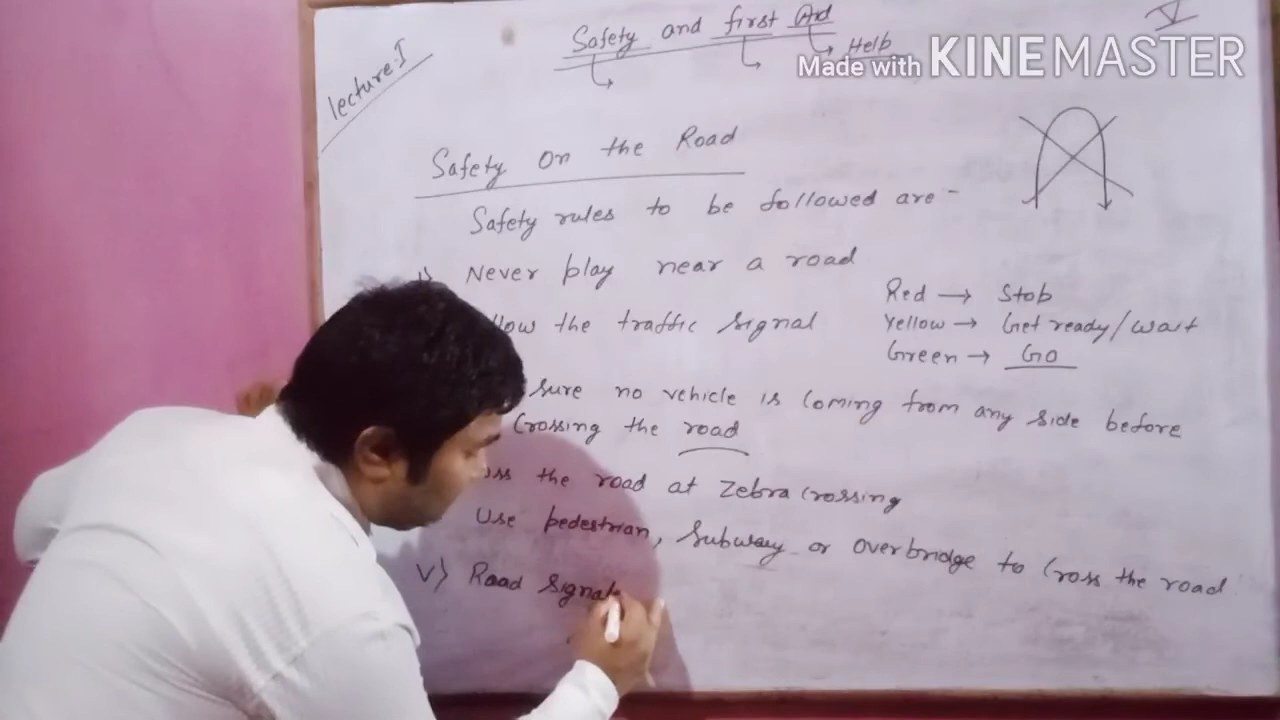 Safety and first Aid
V
Help
Made with KINEMASTER
lecture-I
Safety on the Road
Safety rules to be followed are -
Never play near a road
Red → Stop
the traffic signal
Yellow → Get ready/wait
Green → Go
sure no vehicle is coming from any side before
crossing the road
the road at Zebra crossing
Use pedestrian, subway or overbridge to cross the road
V) Road signal